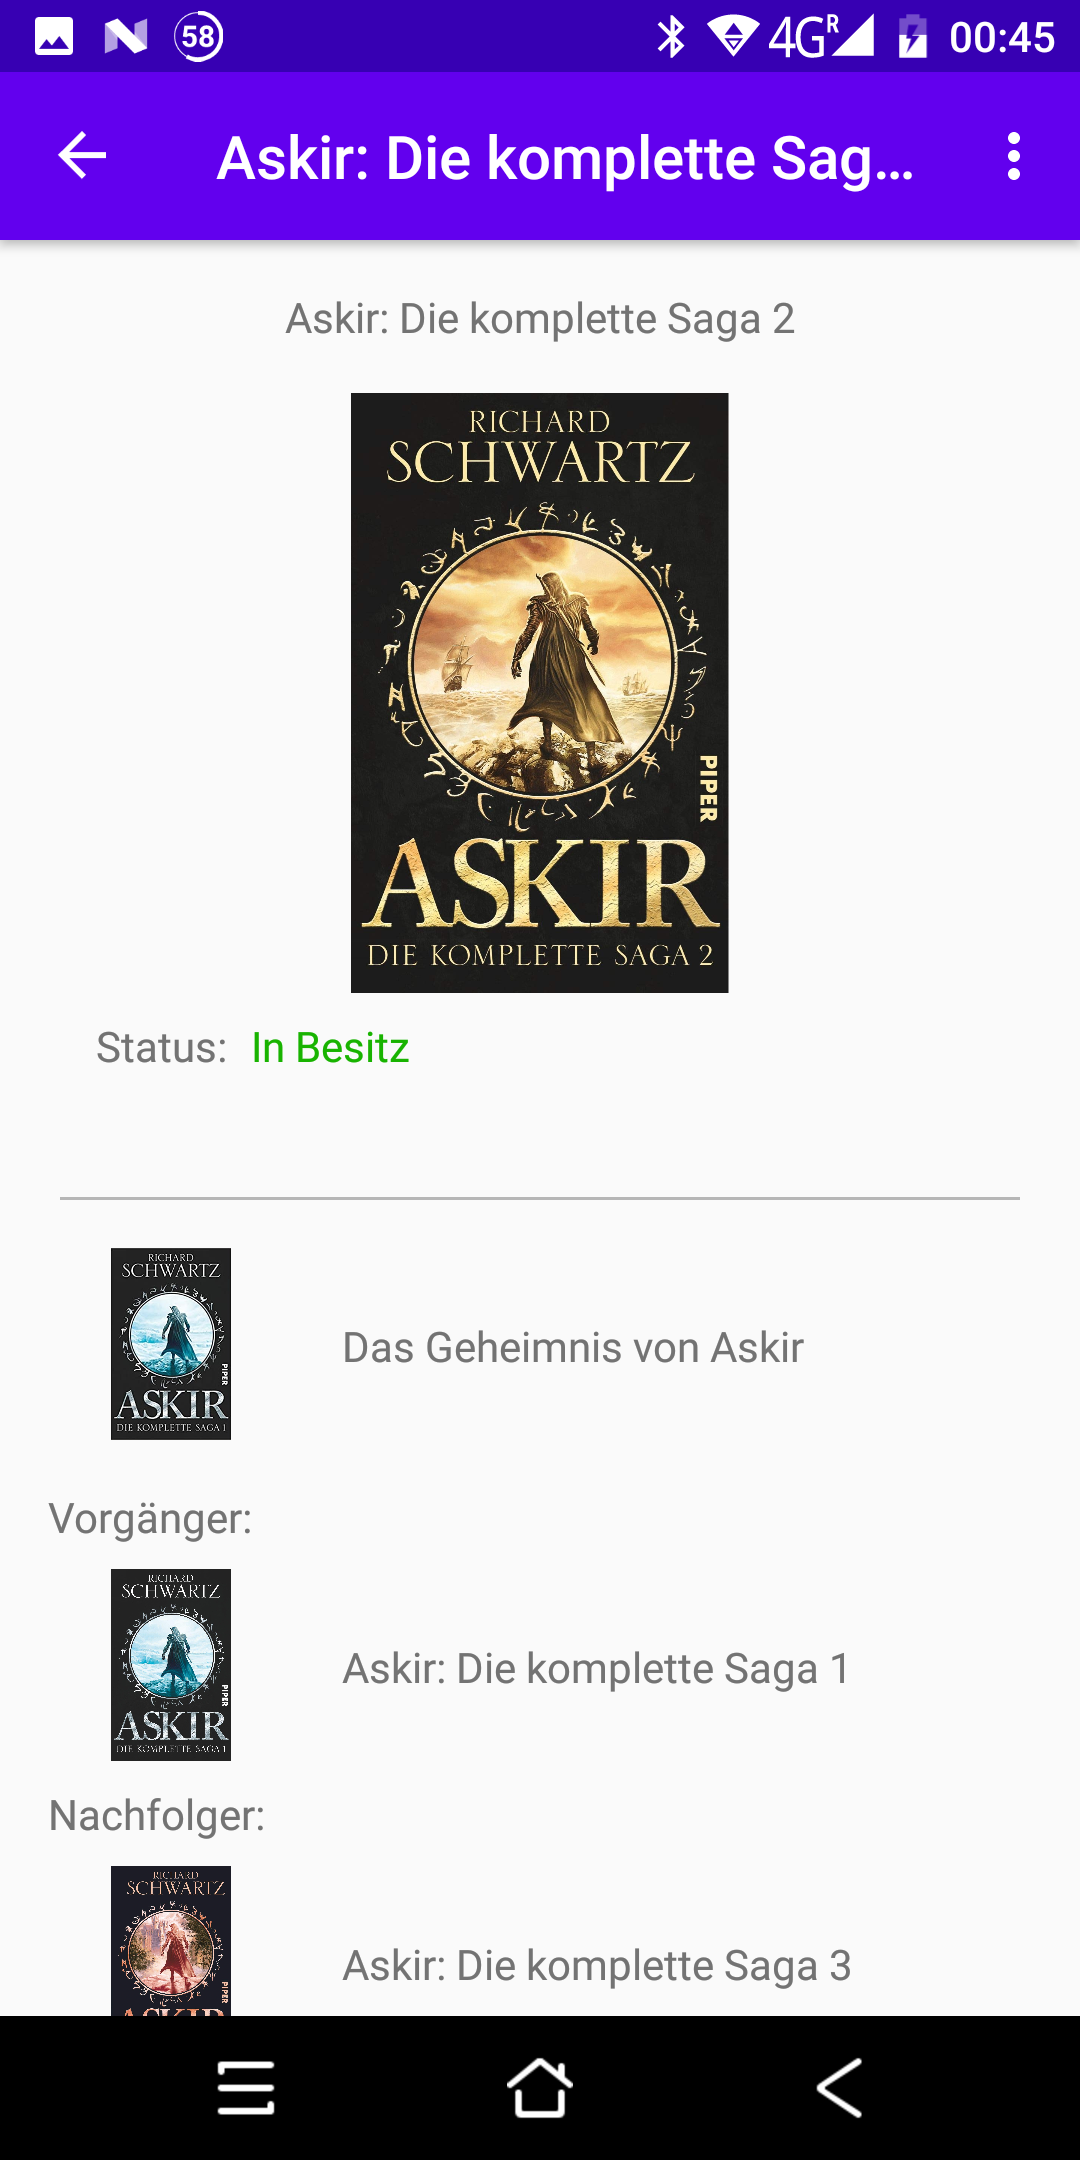 58
4G R
00:45
Askir: Die komplette Sag...
Askir: Die komplette Saga 2
RICHARD
SCHWARTZ
PIPER
ASKIR
DIE KOMPLETTE SAGA 2
Status: In Besitz
RICHARD
SCHWARTZ
PIPER
ASKIR
DIE KOMPLETTE SAGA 1
Das Geheimnis von Askir
Vorgänger:
RICHARD
SCHWARTZ
PIPER
ASKIR
DIE KOMPLETTE SAGA 1
Askir: Die komplette Saga 1
Nachfolger:
RICHARD
SCHWARTZ
PIPER
ASKIR
Askir: Die komplette Saga 3